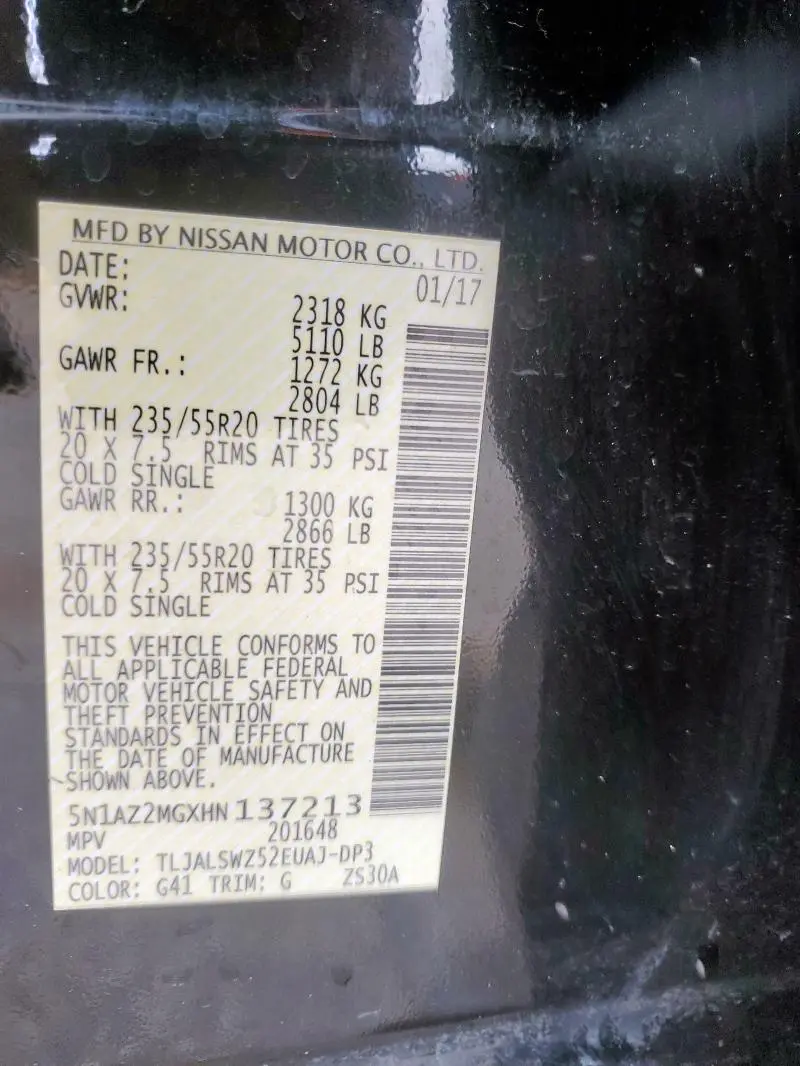 MFD BY NISSAN MOTOR CO., LTD.
DATE: 01/17
GVWR: 2318 KG
5110 LB
GAWR FR.: 1272 KG
2804 LB
WITH 235/55R20 TIRES
20 X 7.5 RIMS AT 35 PSI
COLD SINGLE
GAWR RR.: 1300 KG
2866 LB
WITH 235/55R20 TIRES
20 X 7.5 RIMS AT 35 PSI
COLD SINGLE
THIS VEHICLE CONFORMS TO
ALL APPLICABLE FEDERAL
MOTOR VEHICLE SAFETY AND
THEFT PREVENTION
STANDARDS IN EFFECT ON
THE DATE OF MANUFACTURE
SHOWN ABOVE.
5N1AZ2MGXHN 137213
MPV 201648
MODEL: TLJALSWZ52EUAJ-DP3
COLOR: G41 TRIM: G ZS30A